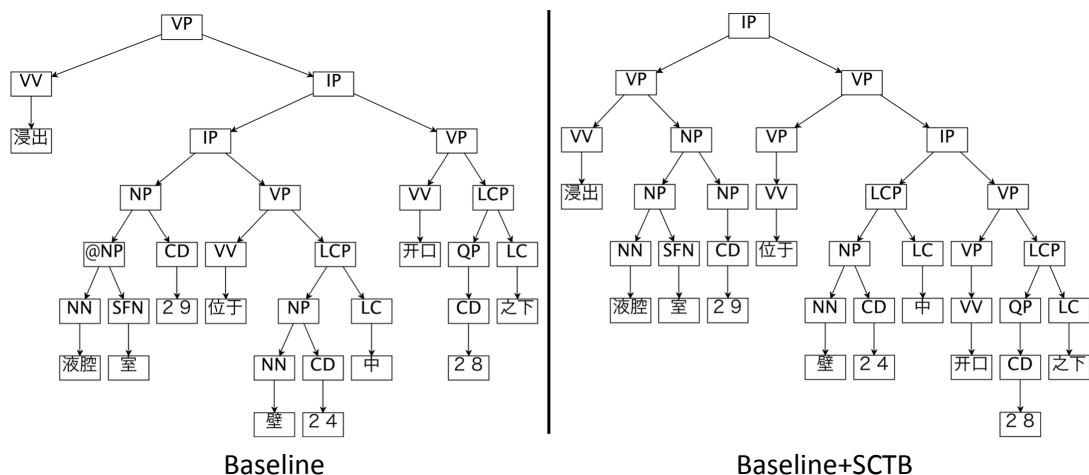 VP IP
VV IP VP VP
浸出 IP VP VV NP VP IP
NP VP VV LCP 浸出 NP NP VV LCP VP
@NP CD VV LCP 开口 QP LC NN SFN CD 位于 NP LC VP LCP
NN SFN 29 位于 NP LC CD 之下 液腔 室 29 NN CD 中 VV QP LC
液腔 室 NN CD 中 28 壁 24 开口 CD 之下
壁 24 28
Baseline Baseline+SCTB